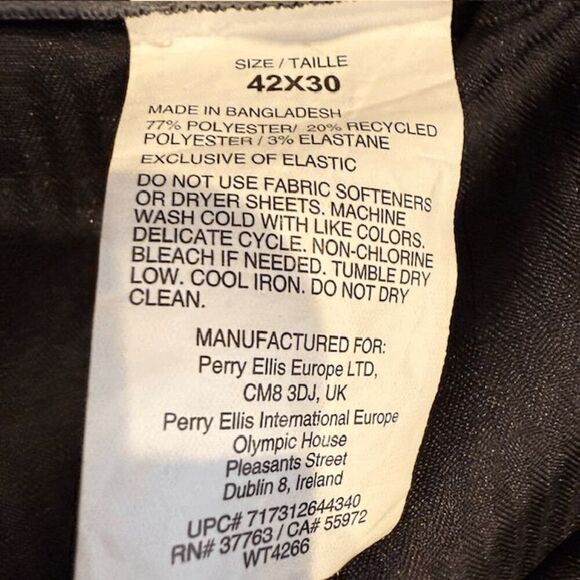 SIZE / TAILLE
42X30
MADE IN BANGLADESH
77% POLYESTER/ 20% RECYCLED
POLYESTER / 3% ELASTANE
EXCLUSIVE OF ELASTIC
DO NOT USE FABRIC SOFTENERS
OR DRYER SHEETS. MACHINE
WASH COLD WITH LIKE COLORS.
DELICATE CYCLE. NON-CHLORINE
BLEACH IF NEEDED. TUMBLE DRY
LOW. COOL IRON. DO NOT DRY
CLEAN.
MANUFACTURED FOR:
Perry Ellis Europe LTD,
CM8 3DJ, UK
Perry Ellis International Europe
Olympic House
Pleasants Street
Dublin 8, Ireland
UPC# 717312644340
RN# 37763 / CA# 55972
WT4266